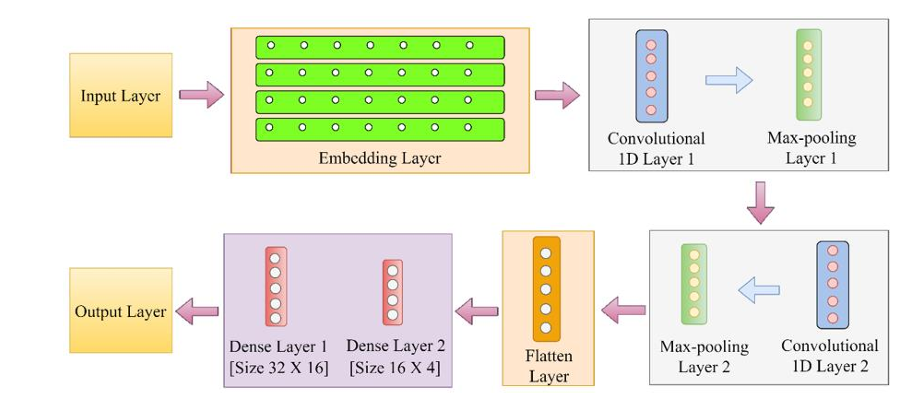 Input Layer
Embedding Layer
Convolutional
1D Layer 1
Max-pooling
Layer 1
Output Layer
Dense Layer 1
[Size 32 X 16]
Dense Layer 2
[Size 16 X 4]
Flatten
Layer
Max-pooling
Layer 2
Convolutional
1D Layer 2